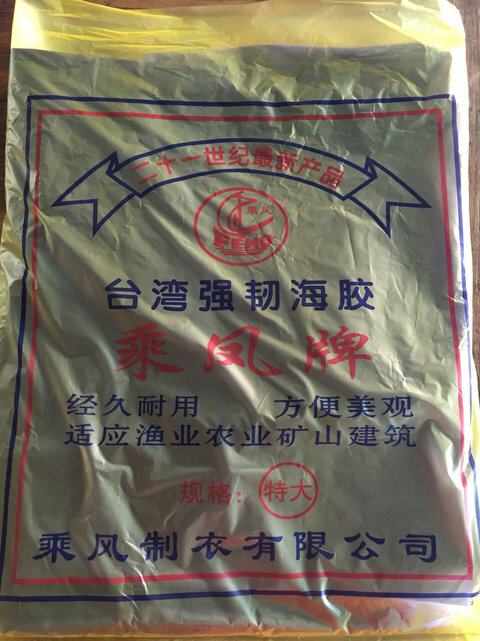 二十一世纪最新产品
乘风
FENG
台湾强韧海胶
乘风牌
经久耐用 方便美观
适应渔业农业矿山建筑
规格：特大
乘风制衣有限公司